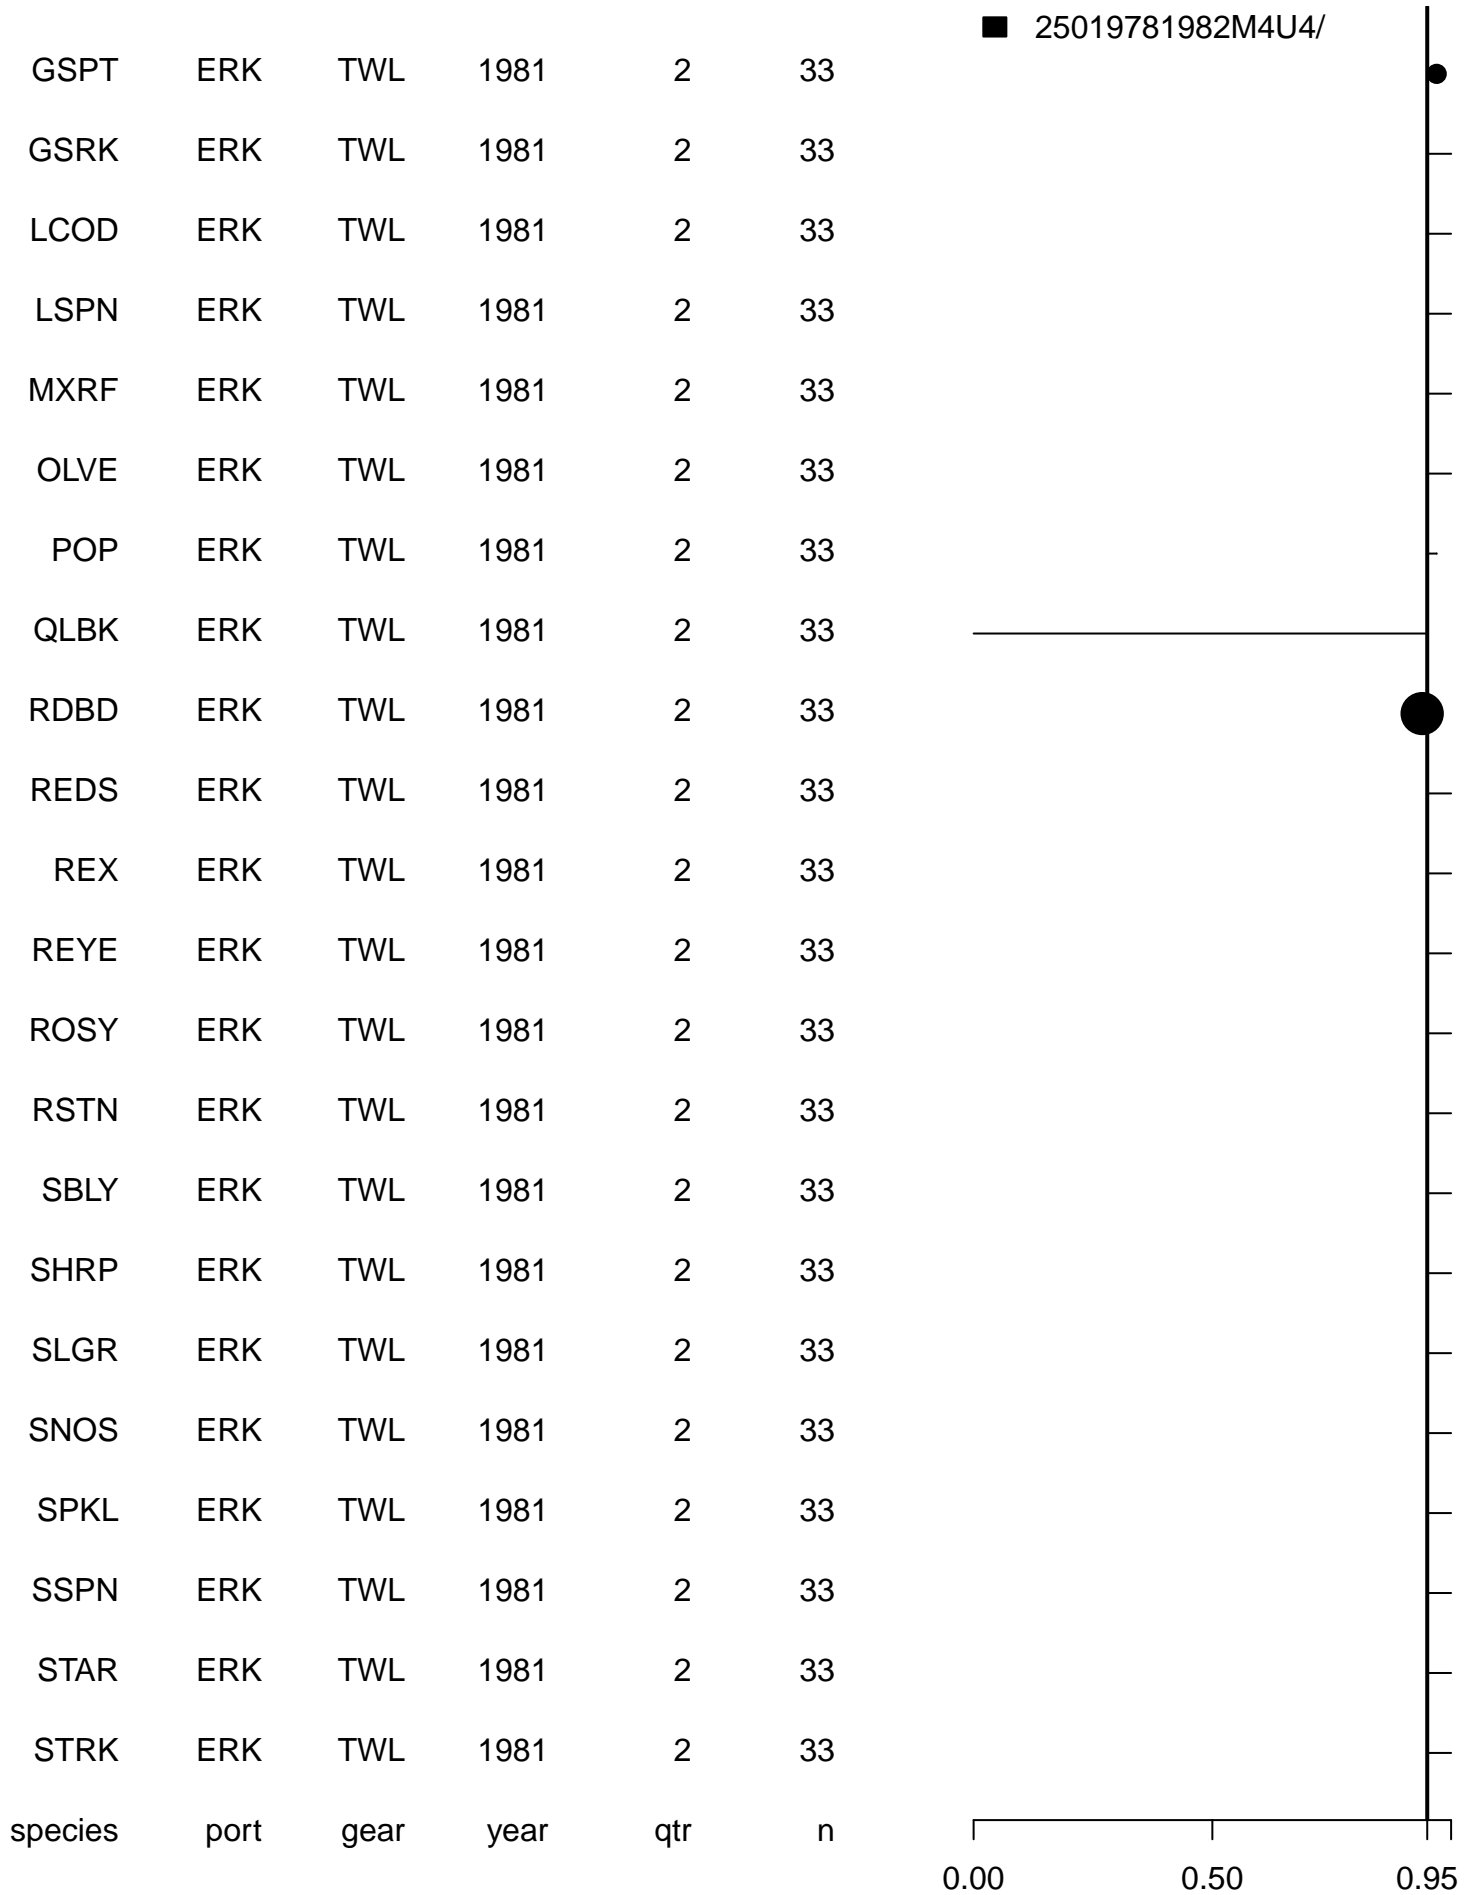 25019781982M4U4/
GSPT ERK TWL 1981 2 33
GSRK ERK TWL 1981 2 33
LCOD ERK TWL 1981 2 33
LSPN ERK TWL 1981 2 33
MXRF ERK TWL 1981 2 33
OLVE ERK TWL 1981 2 33
POP ERK TWL 1981 2 33
QLBK ERK TWL 1981 2 33
RDBD ERK TWL 1981 2 33
REDS ERK TWL 1981 2 33
REX ERK TWL 1981 2 33
REYE ERK TWL 1981 2 33
ROSY ERK TWL 1981 2 33
RSTN ERK TWL 1981 2 33
SBLY ERK TWL 1981 2 33
SHRP ERK TWL 1981 2 33
SLGR ERK TWL 1981 2 33
SNOS ERK TWL 1981 2 33
SPKL ERK TWL 1981 2 33
SSPN ERK TWL 1981 2 33
STAR ERK TWL 1981 2 33
STRK ERK TWL 1981 2 33
species port gear year qtr n
0.00 0.50 0.95